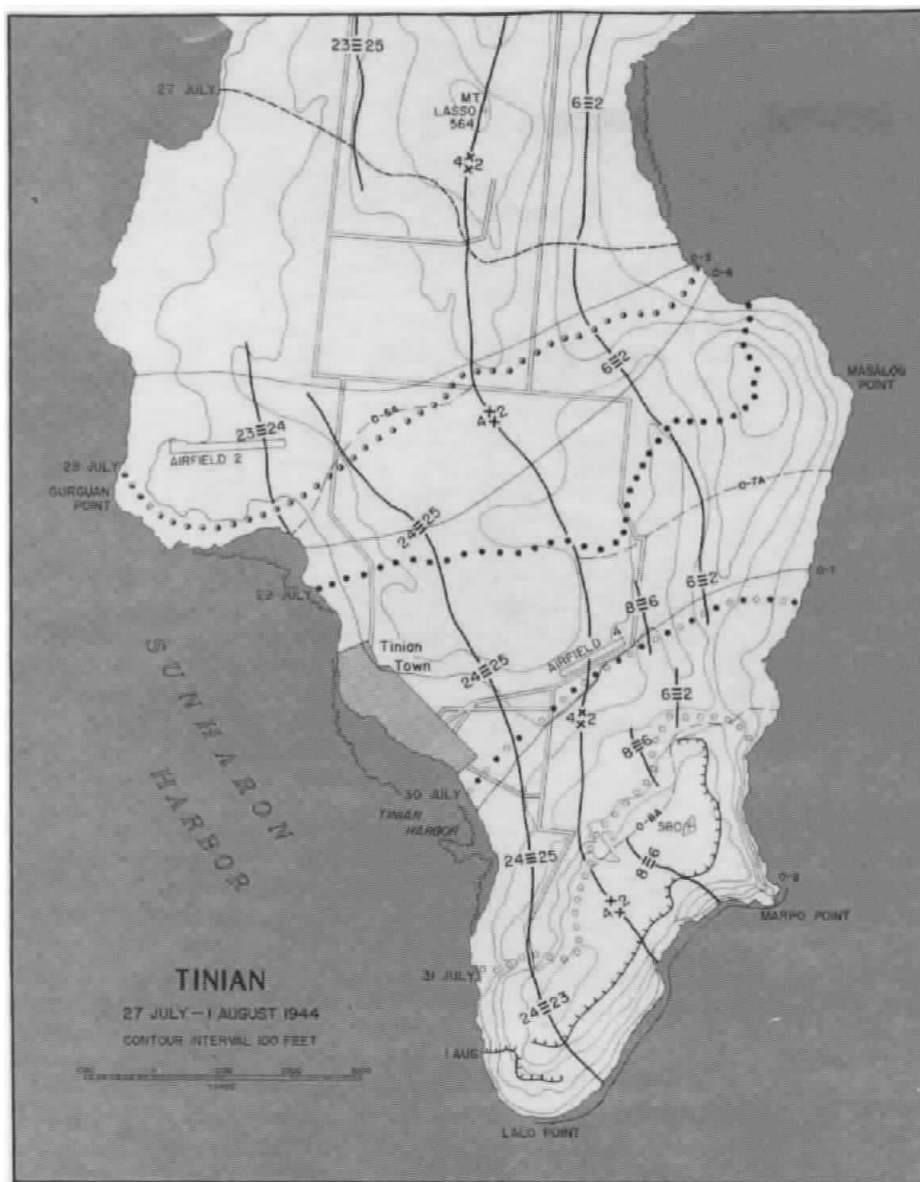 23 25
27 JULY
MT.
LASSO
564
6 2
4 2
O-5
O-6
6 2
MASALOG
POINT
O-6A
4 2
23 24
AIRFIELD 2
28 JULY
GURGUAN
POINT
O-7A
24 25
29 JULY
6 2
O-7
8 6
SUNHARON
HARBOR
Tinian
Town
AIRFIELD 4
24 25
6 2
4 2
8 6
30 JULY
TINIAN
HARBOR
O-8A
580
24 25
8 6
O-8
4 2
MARPO POINT
31 JULY
TINIAN
27 JULY — 1 AUGUST 1944
CONTOUR INTERVAL 100 FEET
24 23
1 AUG
LALO POINT